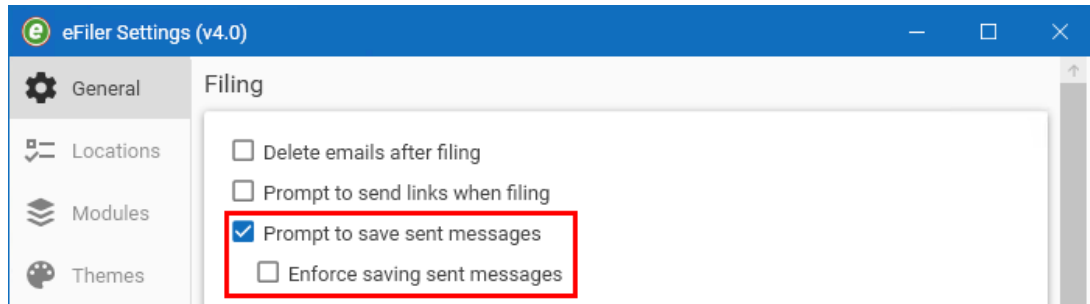 eFiler Settings (v4.0)
General
Filing
Locations
Delete emails after filing
Prompt to send links when filing
Modules
Prompt to save sent messages
Themes
Enforce saving sent messages